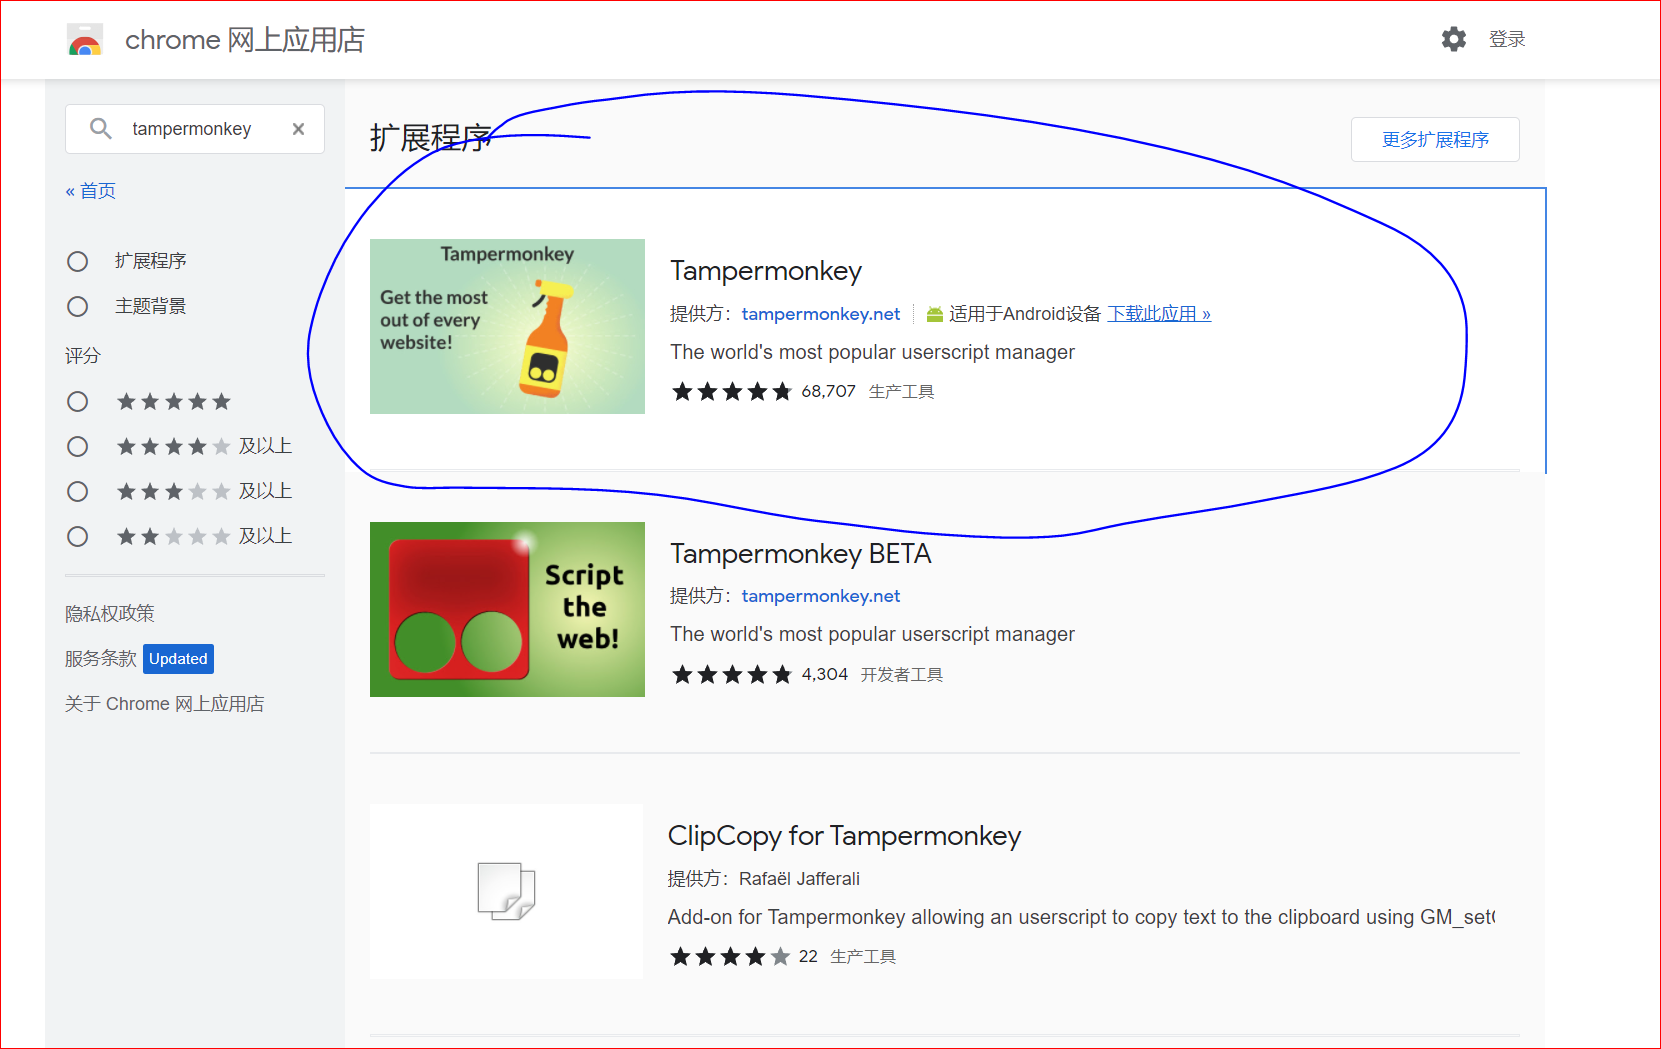 chrome 网上应用店
登录
tampermonkey
« 首页
扩展程序
主题背景
评分
及以上
及以上
及以上
隐私权政策
服务条款 Updated
关于 Chrome 网上应用店
扩展程序
更多扩展程序
Tampermonkey
Get the most
out of every
website!
Tampermonkey
提供方: tampermonkey.net 适用于Android设备 下载此应用 »
The world's most popular userscript manager
68,707 生产工具
Script
the
web!
Tampermonkey BETA
提供方: tampermonkey.net
The world's most popular userscript manager
4,304 开发者工具
ClipCopy for Tampermonkey
提供方: Rafaël Jafferali
Add-on for Tampermonkey allowing an userscript to copy text to the clipboard using GM_set
22 生产工具